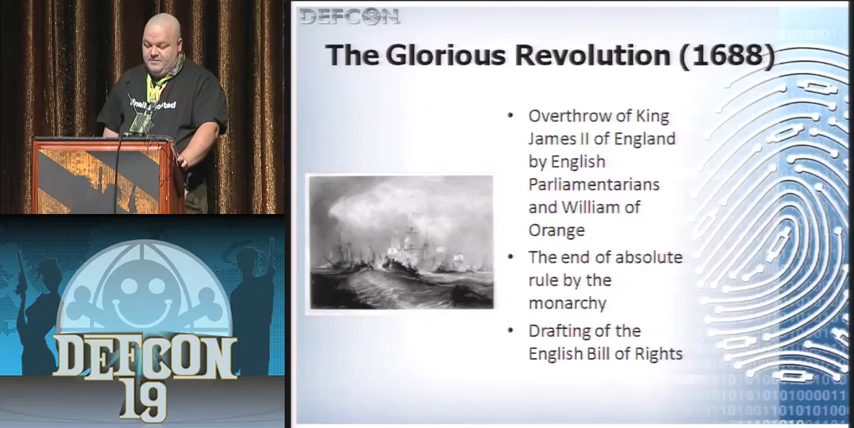 DEFCON
The Glorious Revolution (1688)
• Overthrow of King
James II of England
by English
Parliamentarians
and William of
Orange
• The end of absolute
rule by the
monarchy
• Drafting of the
English Bill of Rights
DEFCON
19